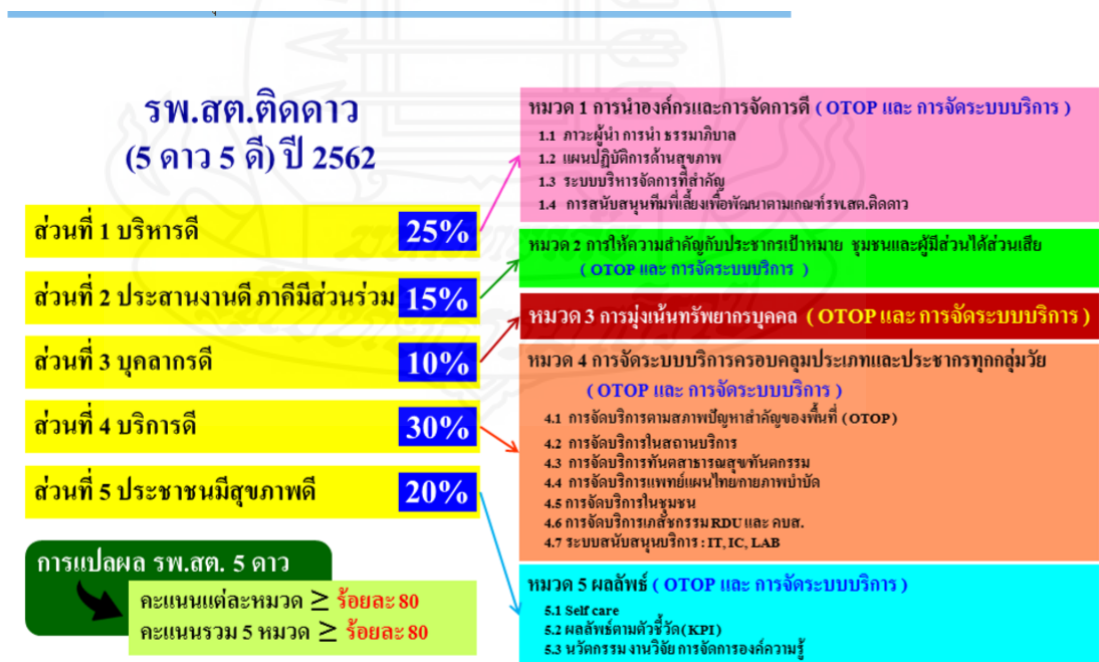 รพ.สต.ติดดาว
(5 ดาว 5 ดี) ปี 2562
ส่วนที่ 1 บริหารดี 25%
ส่วนที่ 2 ประสานงานดี ภาคีมีส่วนร่วม 15%
ส่วนที่ 3 บุคลากรดี 10%
ส่วนที่ 4 บริการดี 30%
ส่วนที่ 5 ประชาชนมีสุขภาพดี 20%
การแปลผล รพ.สต. 5 ดาว
คะแนนแต่ละหมวด ≥ ร้อยละ 80
คะแนนรวม 5 หมวด ≥ ร้อยละ 80
หมวด 1 การนำองค์กรและการจัดการดี ( OTOP และ การจัดระบบบริการ )
1.1 ภาวะผู้นำ การนำ ธรรมาภิบาล
1.2 แผนปฏิบัติการด้านสุขภาพ
1.3 ระบบบริหารจัดการที่สำคัญ
1.4 การสนับสนุนทีมพี่เลี้ยงเพื่อพัฒนาตามเกณฑ์รพ.สต.ติดดาว
หมวด 2 การให้ความสำคัญกับประชากรเป้าหมาย ชุมชนและผู้มีส่วนได้ส่วนเสีย
( OTOP และ การจัดระบบบริการ )
หมวด 3 การมุ่งเน้นทรัพยากรบุคคล ( OTOP และ การจัดระบบบริการ )
หมวด 4 การจัดระบบบริการครอบคลุมประเภทและประชากรทุกกลุ่มวัย
( OTOP และ การจัดระบบบริการ )
4.1 การจัดบริการตามสภาพปัญหาสำคัญของพื้นที่ (OTOP)
4.2 การจัดบริการในสถานบริการ
4.3 การจัดบริการทันตสาธารณสุข/ทันตกรรม
4.4 การจัดบริการแพทย์แผนไทย/กายภาพบำบัด
4.5 การจัดบริการในชุมชน
4.6 การจัดบริการเภสัชกรรม RDU และ คบส.
4.7 ระบบสนับสนุนบริการ : IT, IC, LAB
หมวด 5 ผลลัพธ์ ( OTOP และ การจัดระบบบริการ )
5.1 Self care
5.2 ผลลัพธ์ตามตัวชี้วัด(KPI)
5.3 นวัตกรรม งานวิจัย การจัดการองค์ความรู้